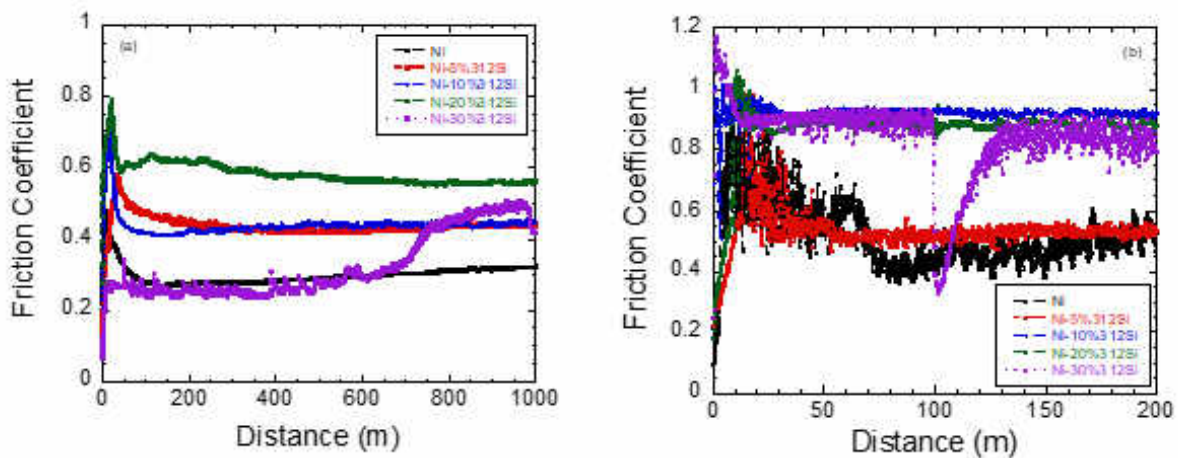 (a)
Ni
Ni-5%312Si
Ni-10%312Si
Ni-20%312Si
Ni-30%312Si
1
0.8
0.6
0.4
0.2
0
Friction Coefficient
0 200 400 600 800 1000
Distance (m)
(b)
1.2
1
0.8
0.6
0.4
0.2
0
Friction Coefficient
Ni
Ni-5%312Si
Ni-10%312Si
Ni-20%312Si
Ni-30%312Si
0 50 100 150 200
Distance (m)